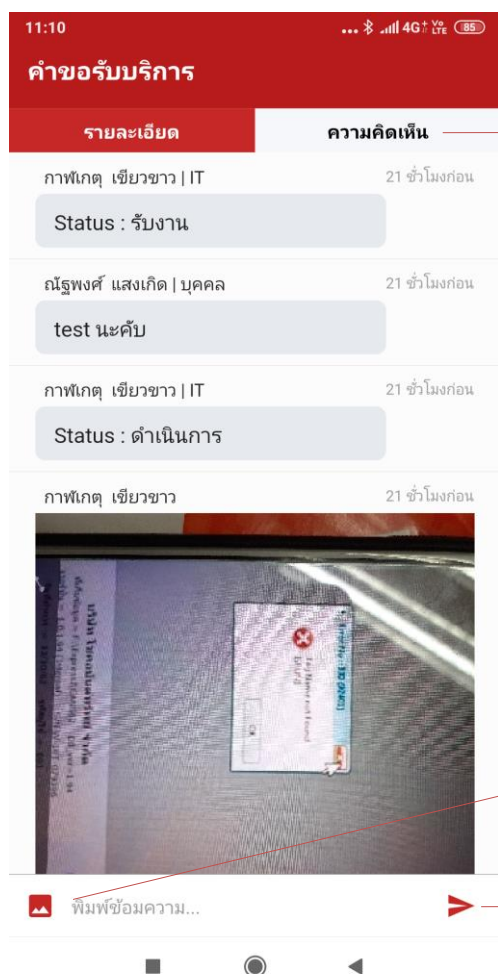 11:10
4G+ Vo LTE 85
คำขอรับบริการ
รายละเอียด ความคิดเห็น
กาฬเกตุ เขียวขาว | IT 21 ชั่วโมงก่อน
Status : รับงาน
ณัฐพงศ์ แสงเกิด | บุคคล 21 ชั่วโมงก่อน
test นะคับ
กาฬเกตุ เขียวขาว | IT 21 ชั่วโมงก่อน
Status : ดำเนินการ
กาฬเกตุ เขียวขาว 21 ชั่วโมงก่อน
OK
พิมพ์ข้อมความ...